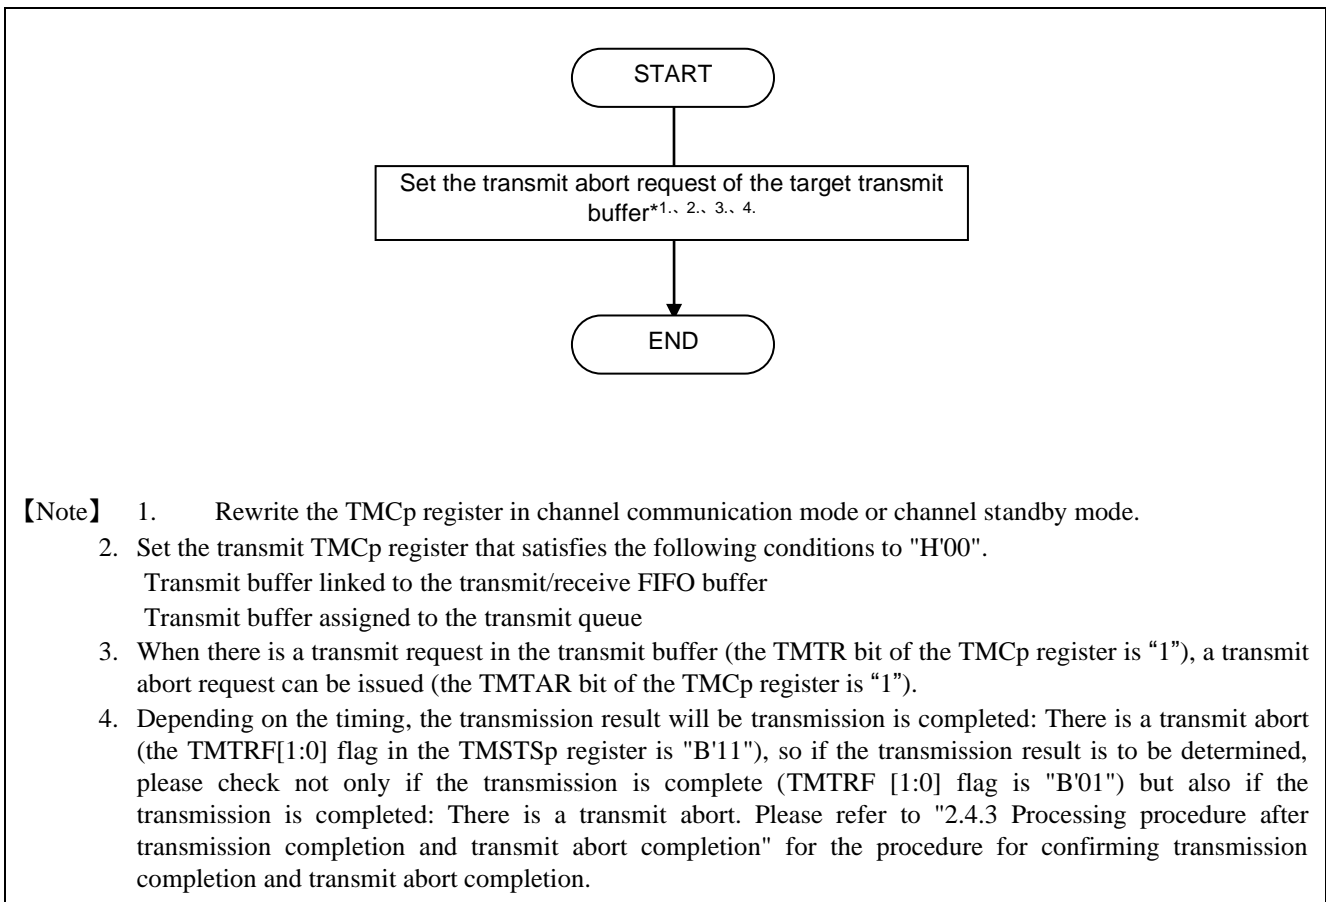 START
Set the transmit abort request of the target transmit
buffer*1.、2.、3.、4.
END
【Note】 1. Rewrite the TMCp register in channel communication mode or channel standby mode.
2. Set the transmit TMCp register that satisfies the following conditions to "H'00".
Transmit buffer linked to the transmit/receive FIFO buffer
Transmit buffer assigned to the transmit queue
3. When there is a transmit request in the transmit buffer (the TMTR bit of the TMCp register is “1”), a transmit
abort request can be issued (the TMTAR bit of the TMCp register is “1”).
4. Depending on the timing, the transmission result will be transmission is completed: There is a transmit abort
(the TMTRF[1:0] flag in the TMSTSp register is "B'11"), so if the transmission result is to be determined,
please check not only if the transmission is complete (TMTRF [1:0] flag is "B'01") but also if the
transmission is completed: There is a transmit abort. Please refer to "2.4.3 Processing procedure after
transmission completion and transmit abort completion" for the procedure for confirming transmission
completion and transmit abort completion.